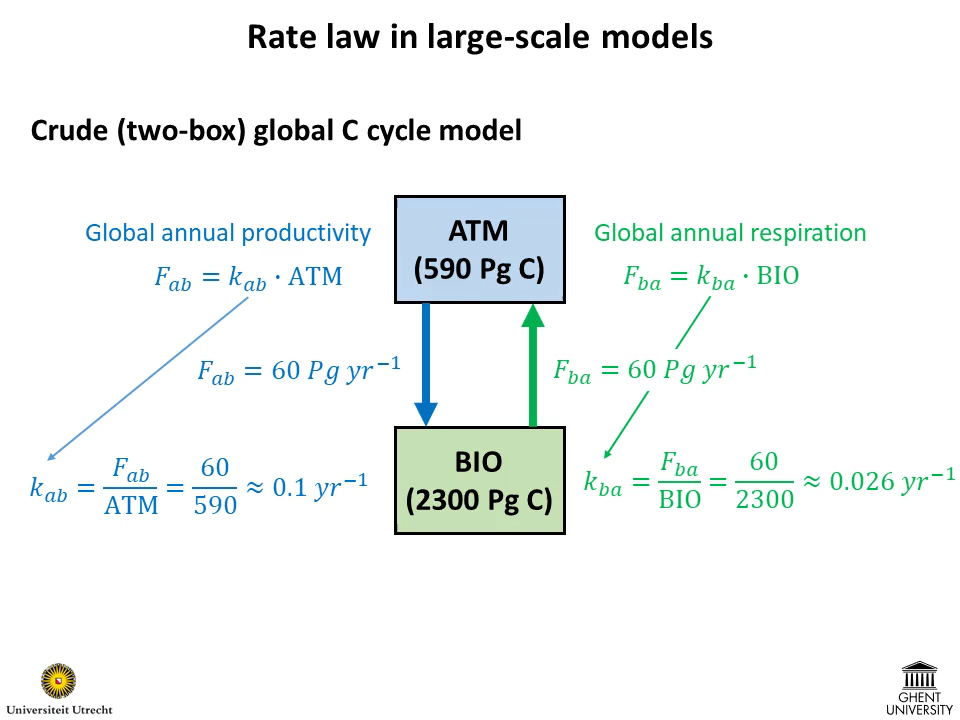 Rate law in large-scale models
Crude (two-box) global C cycle model
Global annual productivity
F_ab = k_ab · ATM
ATM
(590 Pg C)
Global annual respiration
F_ba = k_ba · BIO
F_ab = 60 Pg yr⁻¹
F_ba = 60 Pg yr⁻¹
k_ab = F_ab/ATM = 60/590 ≈ 0.1 yr⁻¹
BIO
(2300 Pg C)
k_ba = F_ba/BIO = 60/2300 ≈ 0.026 yr⁻¹
Universiteit Utrecht
GHENT
UNIVERSITY